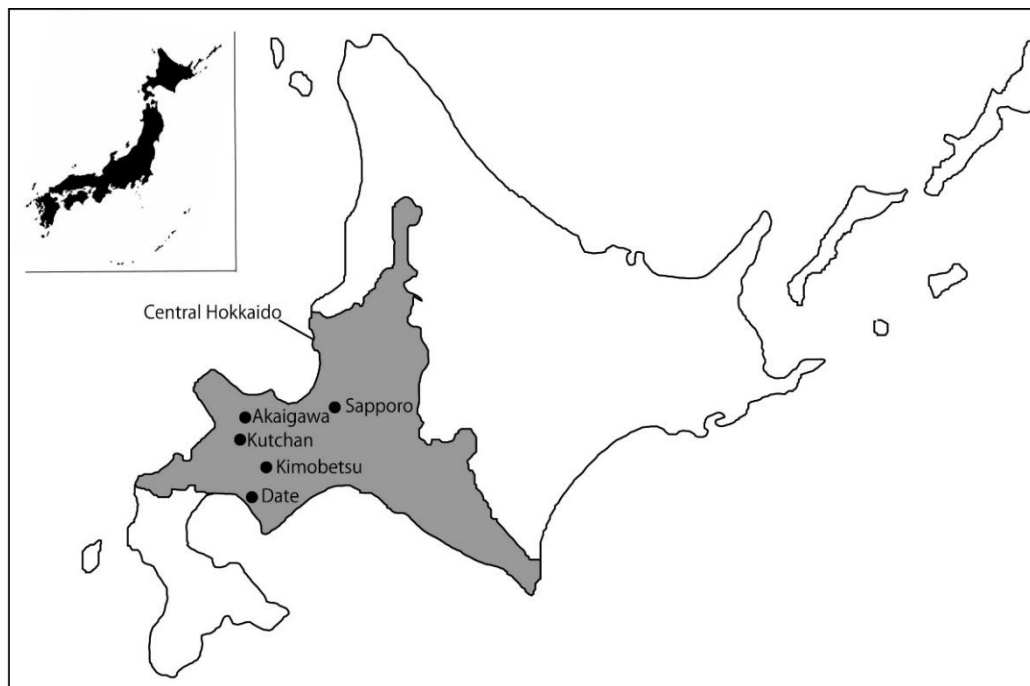 Central Hokkaido
Sapporo
Akaigawa
Kutchan
Kimobetsu
Date